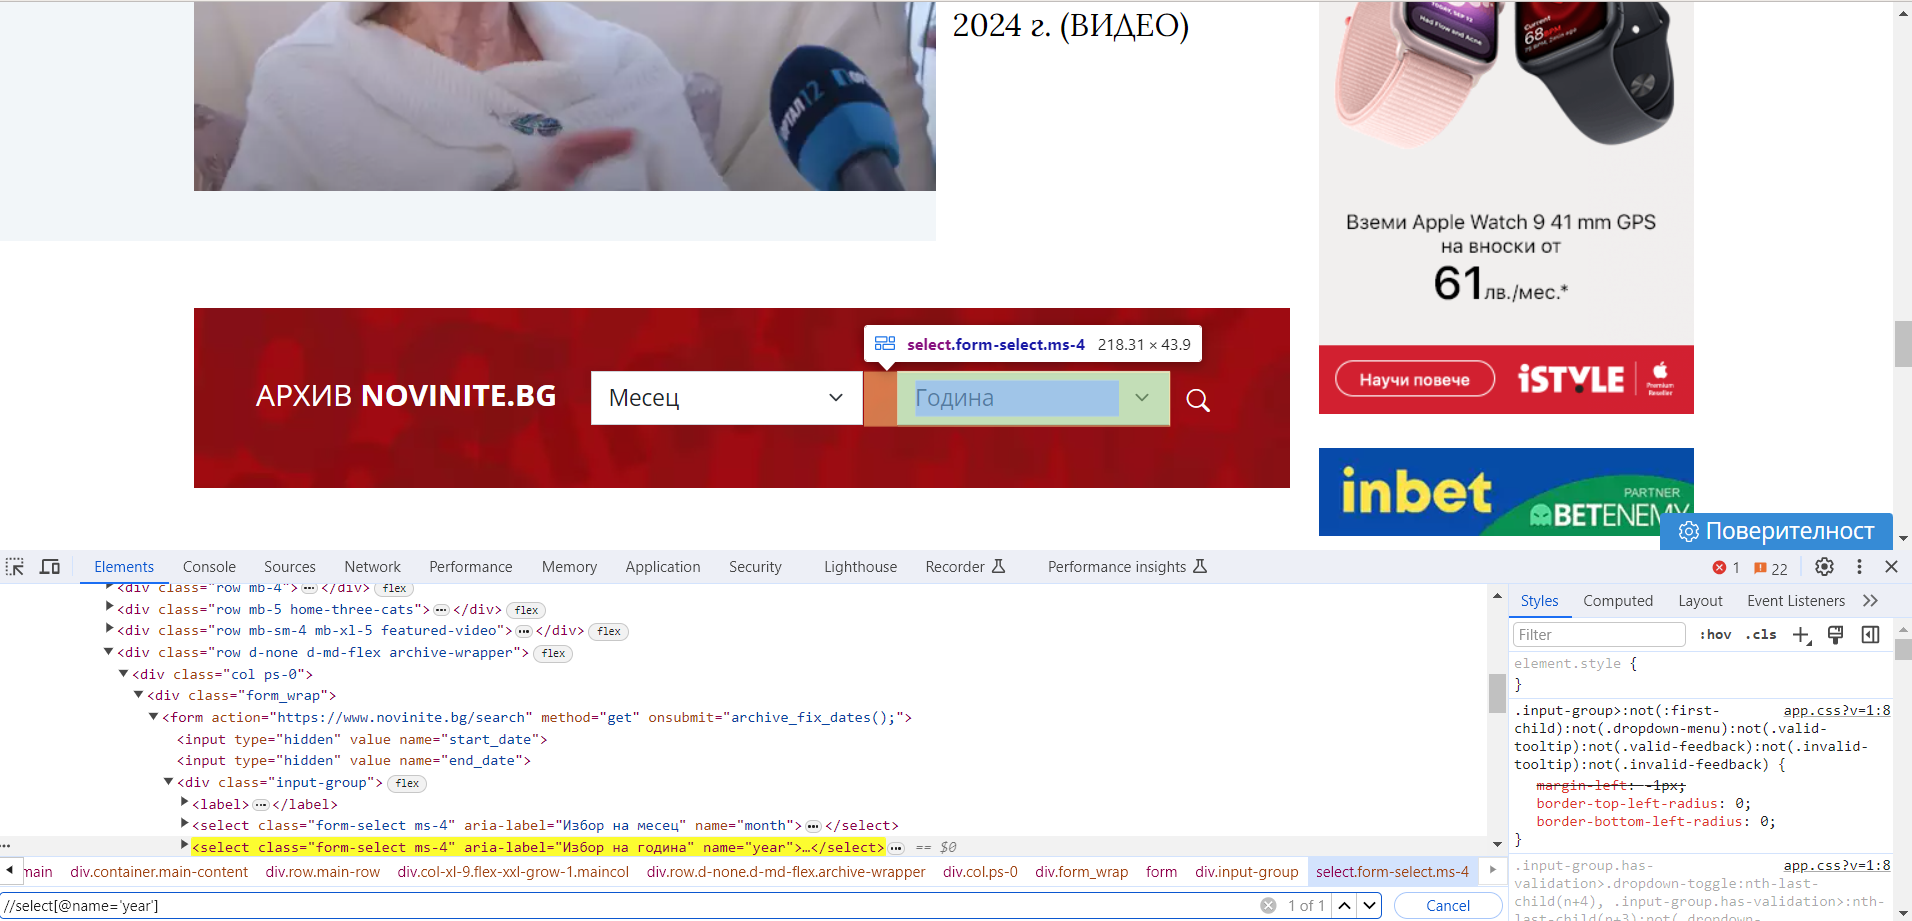 2024 г. (ВИДЕО)
ПОРТАЛ12
Current
68BPM
Вземи Apple Watch 9 41 mm GPS
на вноски от
61лв./мес.*
Научи повече
iSTYLE
Premium
Reseller
select.form-select.ms-4 218.31 × 43.9
АРХИВ NOVINITE.BG
Месец
Година
inbet
PARTNER
BETENEMY
Поверителност
Elements Console Sources Network Performance Memory Application Security Lighthouse Recorder Performance insights 1 22
<div class="row mb-4"> </div> flex
<div class="row mb-5 home-three-cats"> </div> flex
<div class="row mb-sm-4 mb-xl-5 featured-video"> </div> flex
<div class="row d-none d-md-flex archive-wrapper"> flex
<div class="col ps-0">
<div class="form_wrap">
<form action="https://www.novinite.bg/search" method="get" onsubmit="archive_fix_dates();">
<input type="hidden" value name="start_date">
<input type="hidden" value name="end_date">
<div class="input-group"> flex
<label> </label>
<select class="form-select ms-4" aria-label="Избор на месец" name="month"> </select>
<select class="form-select ms-4" aria-label="Избор на година" name="year">…</select> == $0
main div.container.main-content div.row.main-row div.col-xl-9.flex-xxl-grow-1.maincol div.row.d-none.d-md-flex.archive-wrapper div.col.ps-0 div.form_wrap form div.input-group select.form-select.ms-4
//select[@name='year'] 1 of 1 Cancel
Styles Computed Layout Event Listeners
Filter :hov .cls
element.style {
}
.input-group>:not(:first- app.css?v=1:8
child):not(.dropdown-menu):not(.valid-
tooltip):not(.valid-feedback):not(.invalid-
tooltip):not(.invalid-feedback) {
margin-left: -1px;
border-top-left-radius: 0;
border-bottom-left-radius: 0;
}
.input-group.has- app.css?v=1:8
validation>.dropdown-toggle:nth-last-
child(n+4), .input-group.has-validation>:nth-
last-child(n+3):not(.dropdown-